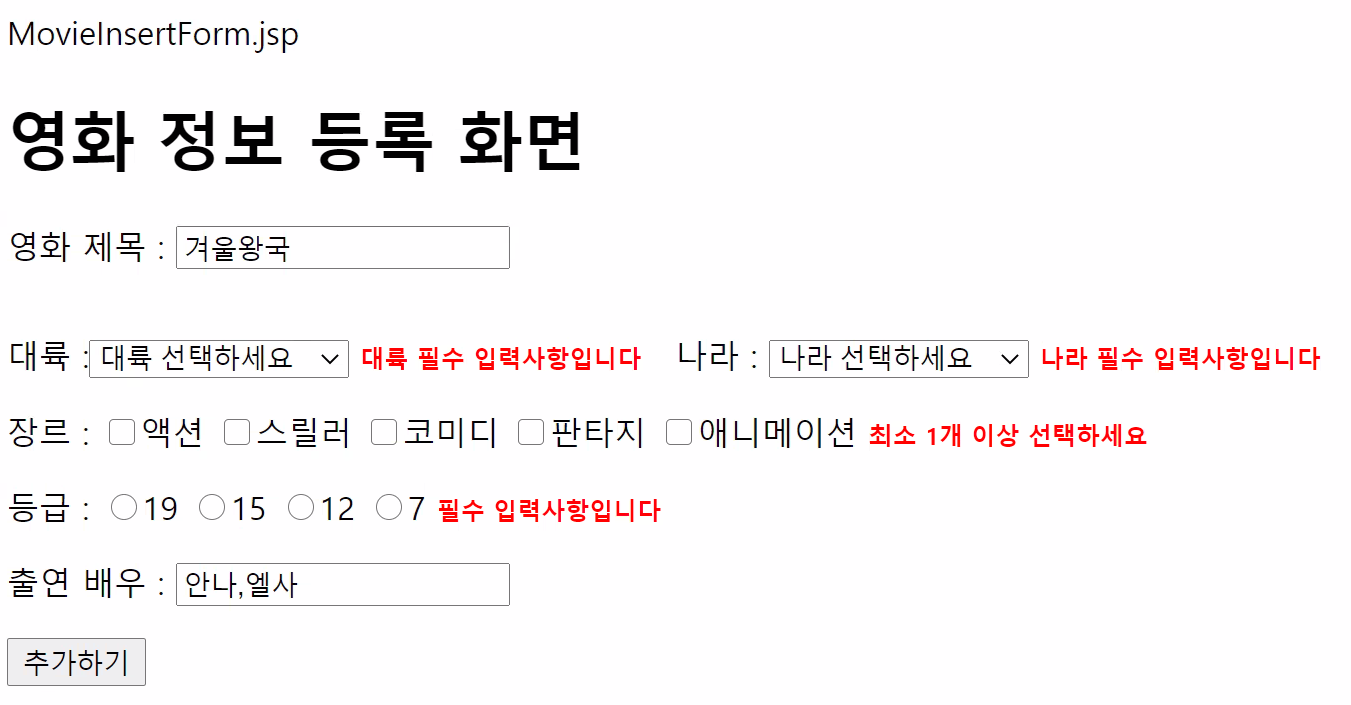 MovieInsertForm.jsp
영화 정보 등록 화면
영화 제목 : 겨울왕국
대륙 : 대륙 선택하세요 대륙 필수 입력사항입니다 나라 : 나라 선택하세요 나라 필수 입력사항입니다
장르 : 액션 스릴러 코미디 판타지 애니메이션 최소 1개 이상 선택하세요
등급 : 19 15 12 7 필수 입력사항입니다
출연 배우 : 안나,엘사
추가하기